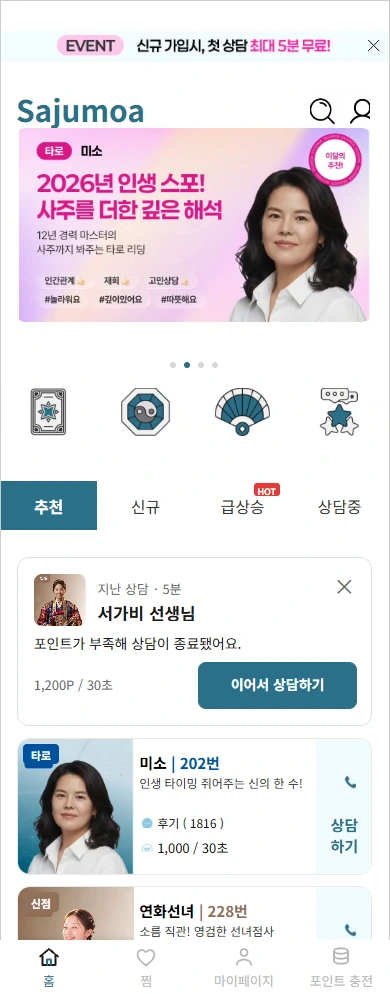 EVENT 신규 가입시, 첫 상담 최대 5분 무료!
Sajumoa
타로 미소
이달의
추천!
2026년 인생 스포!
사주를 더한 깊은 해석
12년 경력 마스터의
사주까지 봐주는 타로 리딩
인간관계👍🏻 재회👍🏻 고민상담👍🏻
#놀라워요 #깊이있어요 #따뜻해요
추천 신규 급상승 HOT 상담중
지난 상담 · 5분
서가비 선생님
포인트가 부족해 상담이 종료됐어요.
1,200P / 30초 이어서 상담하기
타로
미소 | 202번
인생 타이밍 쥐어주는 신의 한 수!
후기 ( 1816 )
1,000 / 30초
상담
하기
신점
연화선녀 | 228번
소름 직관! 영검한 선녀점사
홈 찜 마이페이지 포인트 충전